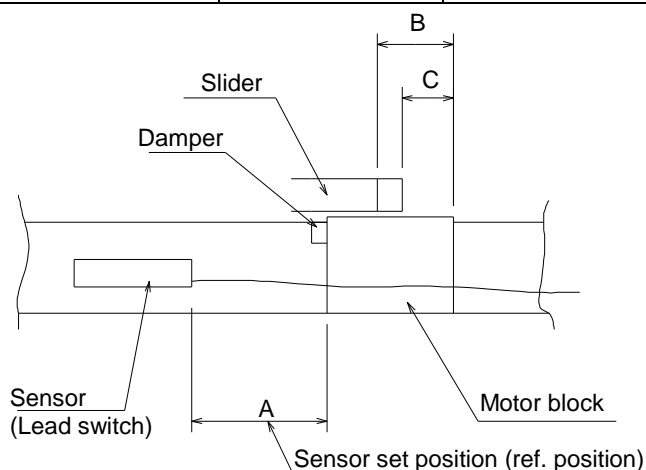 B
Slider
C
Damper
Sensor
(Lead switch)
A
Motor block
Sensor set position (ref. position)